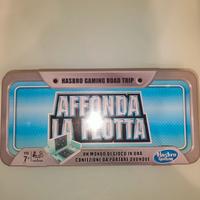 HASBRO GAMING ROAD TRIP
AFFONDA
LA FLOTTA
7+
UN MONDO DI GIOCO IN UNA
CONFEZIONE DA PORTARE OVUNQUE
Hasbro
Gaming